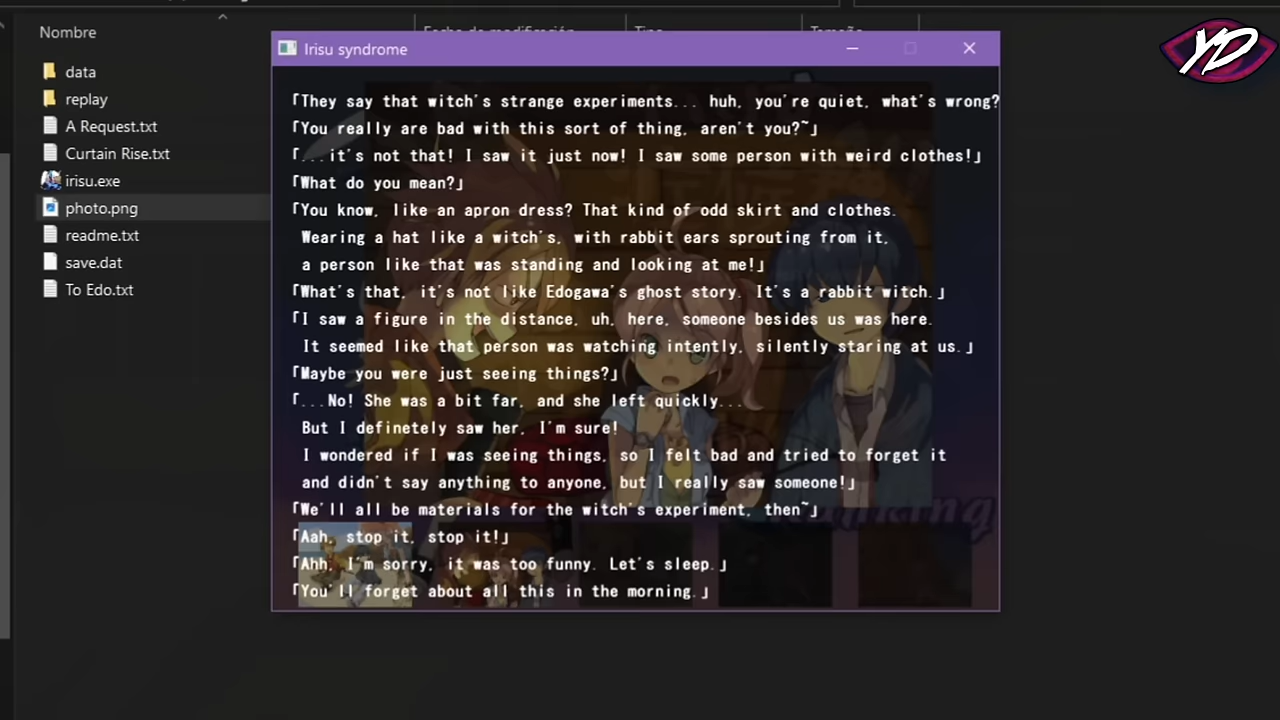 Nombre
Fecha de modificación
Tipo
Tamaño
data
replay
A Request.txt
Curtain Rise.txt
irisu.exe
photo.png
readme.txt
save.dat
To Edo.txt
Irisu syndrome
「They say that witch's strange experiments... huh, you're quiet, what's wrong?
「You really are bad with this sort of thing, aren't you?~」
「...it's not that! I saw it just now! I saw some person with weird clothes!」
「What do you mean?」
「You know, like an apron dress? That kind of odd skirt and clothes.
Wearing a hat like a witch's, with rabbit ears sprouting from it,
a person like that was standing and looking at me!」
「What's that, it's not like Edogawa's ghost story. It's a rabbit witch.」
「I saw a figure in the distance, uh, here, someone besides us was here.
It seemed like that person was watching intently, silently staring at us.」
「Maybe you were just seeing things?」
「...No! She was a bit far, and she left quickly...
But I definetely saw her, I'm sure!
I wondered if I was seeing things, so I felt bad and tried to forget it
and didn't say anything to anyone, but I really saw someone!」
「We'll all be materials for the witch's experiment, then~」
「Aah, stop it, stop it!」
「Ahh, I'm sorry, it was too funny. Let's sleep.」
「You'll forget about all this in the morning.」
YD